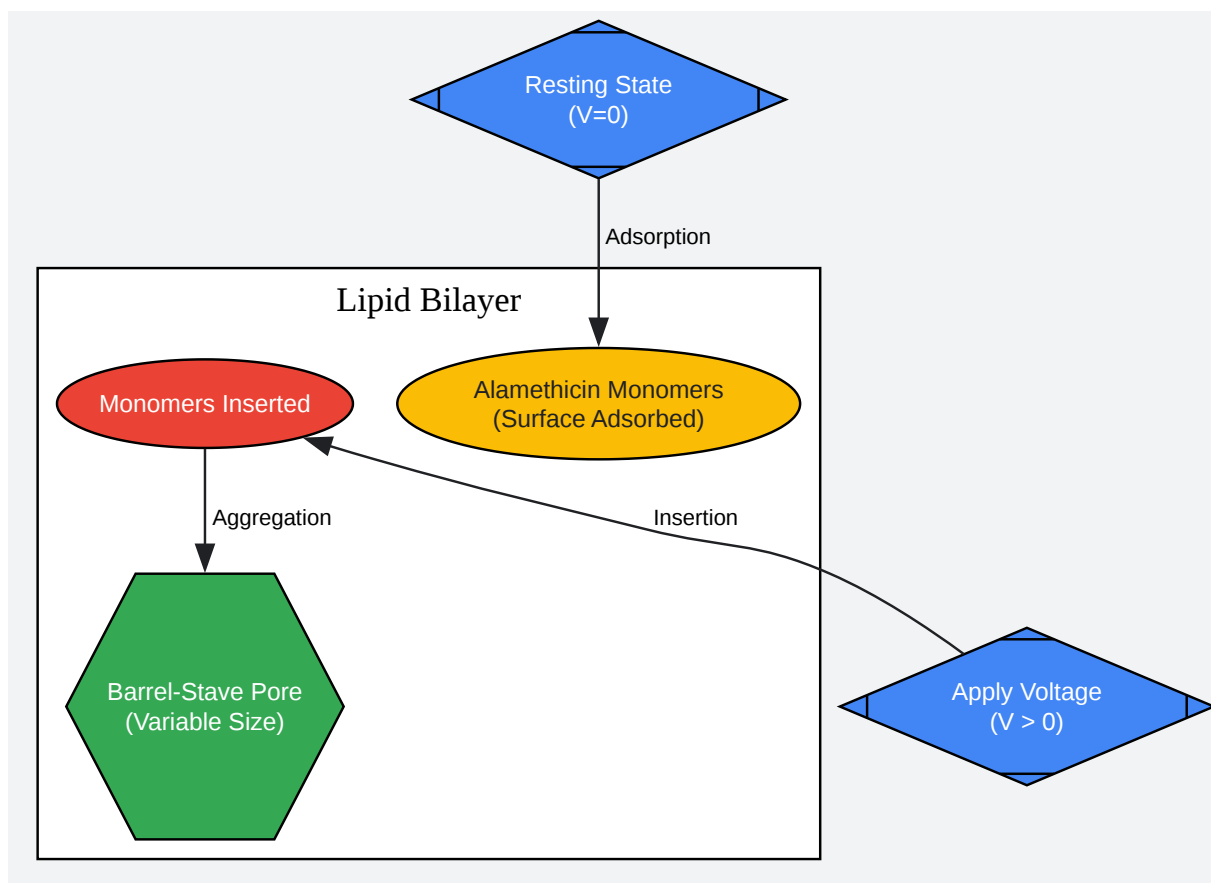 Resting State
(V=0)
Adsorption
Lipid Bilayer
Monomers Inserted
Alamethicin Monomers
(Surface Adsorbed)
Aggregation
Insertion
Barrel-Stave Pore
(Variable Size)
Apply Voltage
(V > 0)